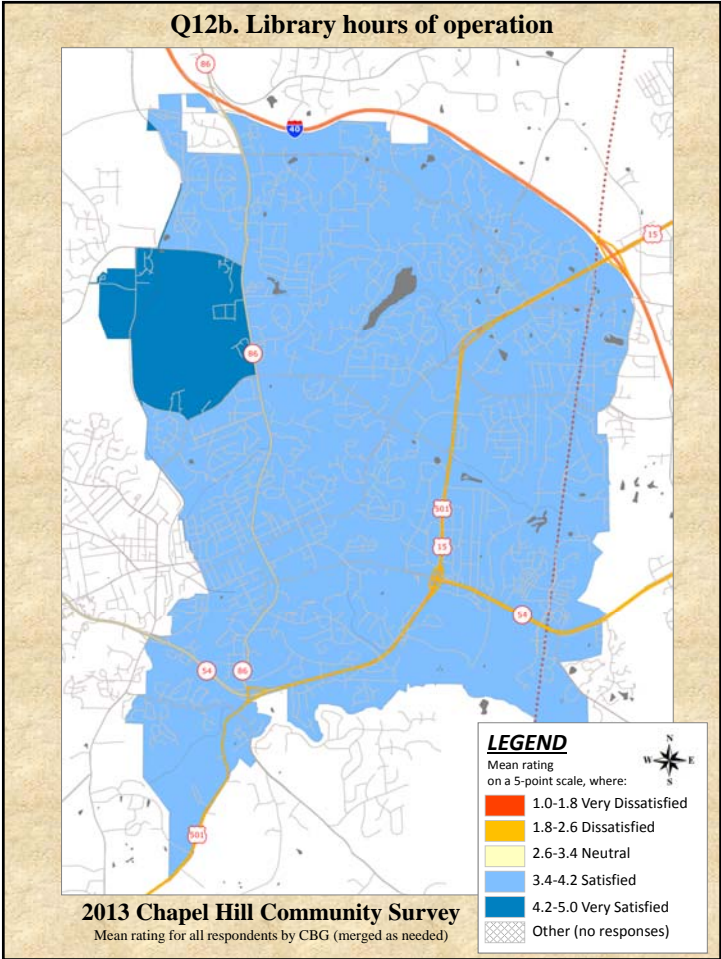 Q12b. Library hours of operation
86
40
15
86
501
15
54
54
86
501
LEGEND
Mean rating
on a 5-point scale, where:
N
W E
S
1.0-1.8 Very Dissatisfied
1.8-2.6 Dissatisfied
2.6-3.4 Neutral
3.4-4.2 Satisfied
4.2-5.0 Very Satisfied
Other (no responses)
2013 Chapel Hill Community Survey
Mean rating for all respondents by CBG (merged as needed)